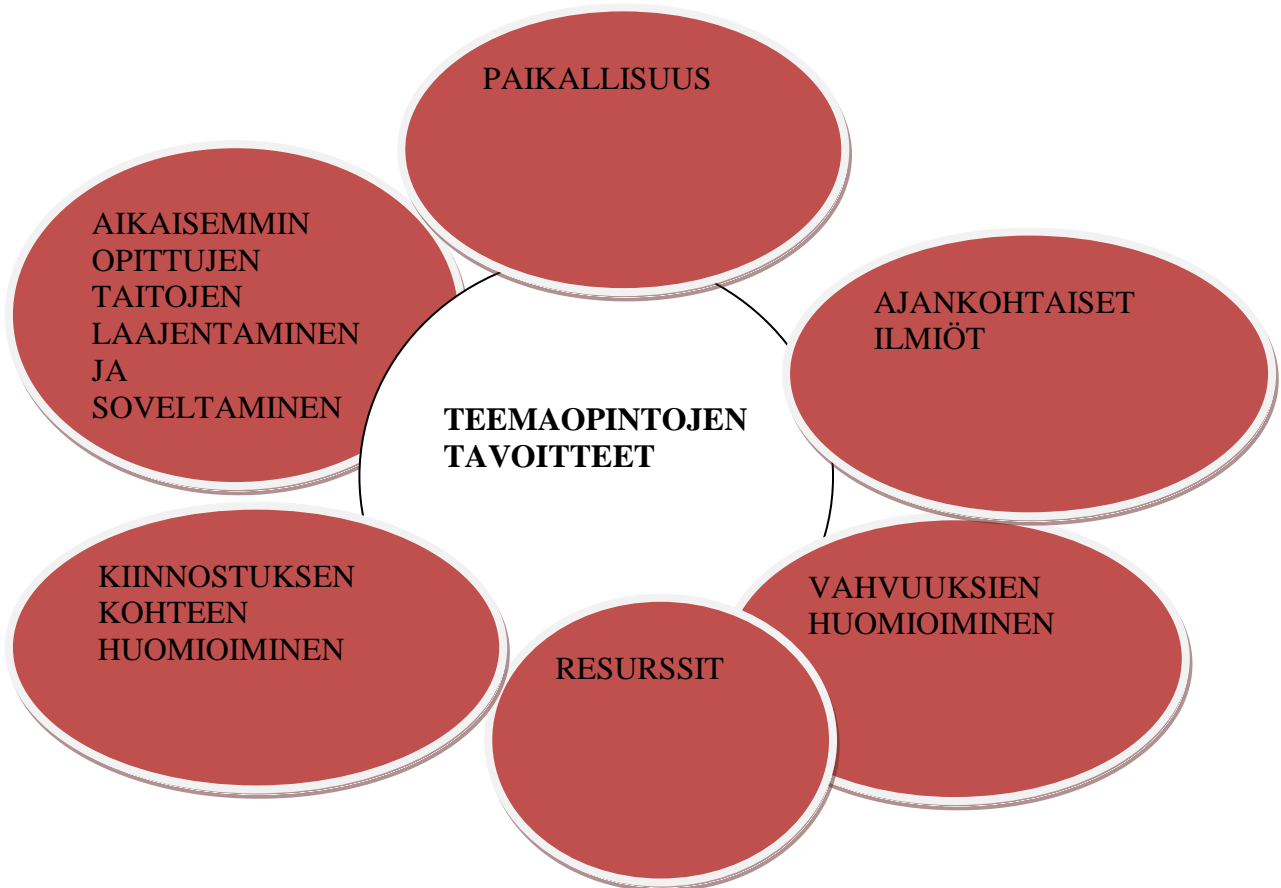 PAIKALLISUUS
AIKAISEMMIN
OPITTUJEN
TAITOJEN
LAAJENTAMINEN
JA
SOVELTAMINEN
AJANKOHTAISET
ILMIÖT
TEEMAOPINTOJEN
TAVOITTEET
KIINNOSTUKSEN
KOHTEEN
HUOMIOIMINEN
VAHVUUKSIEN
HUOMIOIMINEN
RESURSSIT